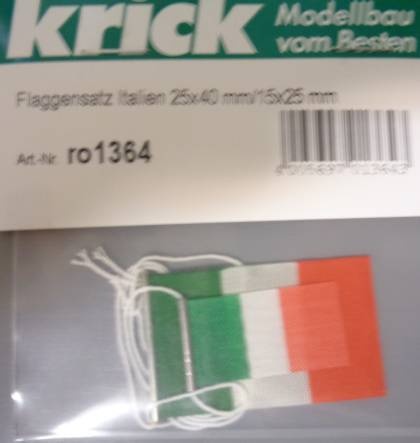 krick
Modellbau
vom Besten
Flaggensatz Italien 25x40 mm/15x25 mm
Art.-Nr. ro1364